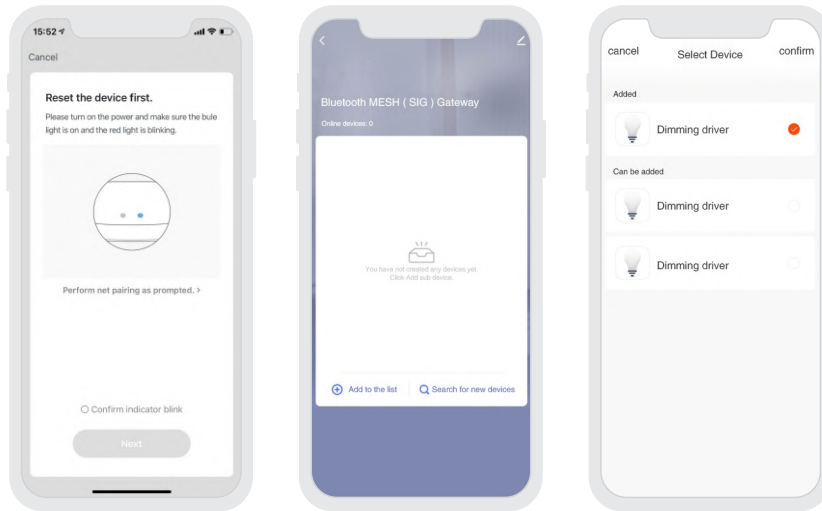 15:52
Cancel
Reset the device first.
Please turn on the power and make sure the bule
light is on and the red light is blinking.
Perform net pairing as prompted. >
Confirm indicator blink
Next
Bluetooth MESH ( SIG ) Gateway
Online devices: 0
You have not created any devices yet.
Click Add sub device.
Add to the list
Search for new devices
cancel
Select Device
confirm
Added
Dimming driver
Can be added
Dimming driver
Dimming driver